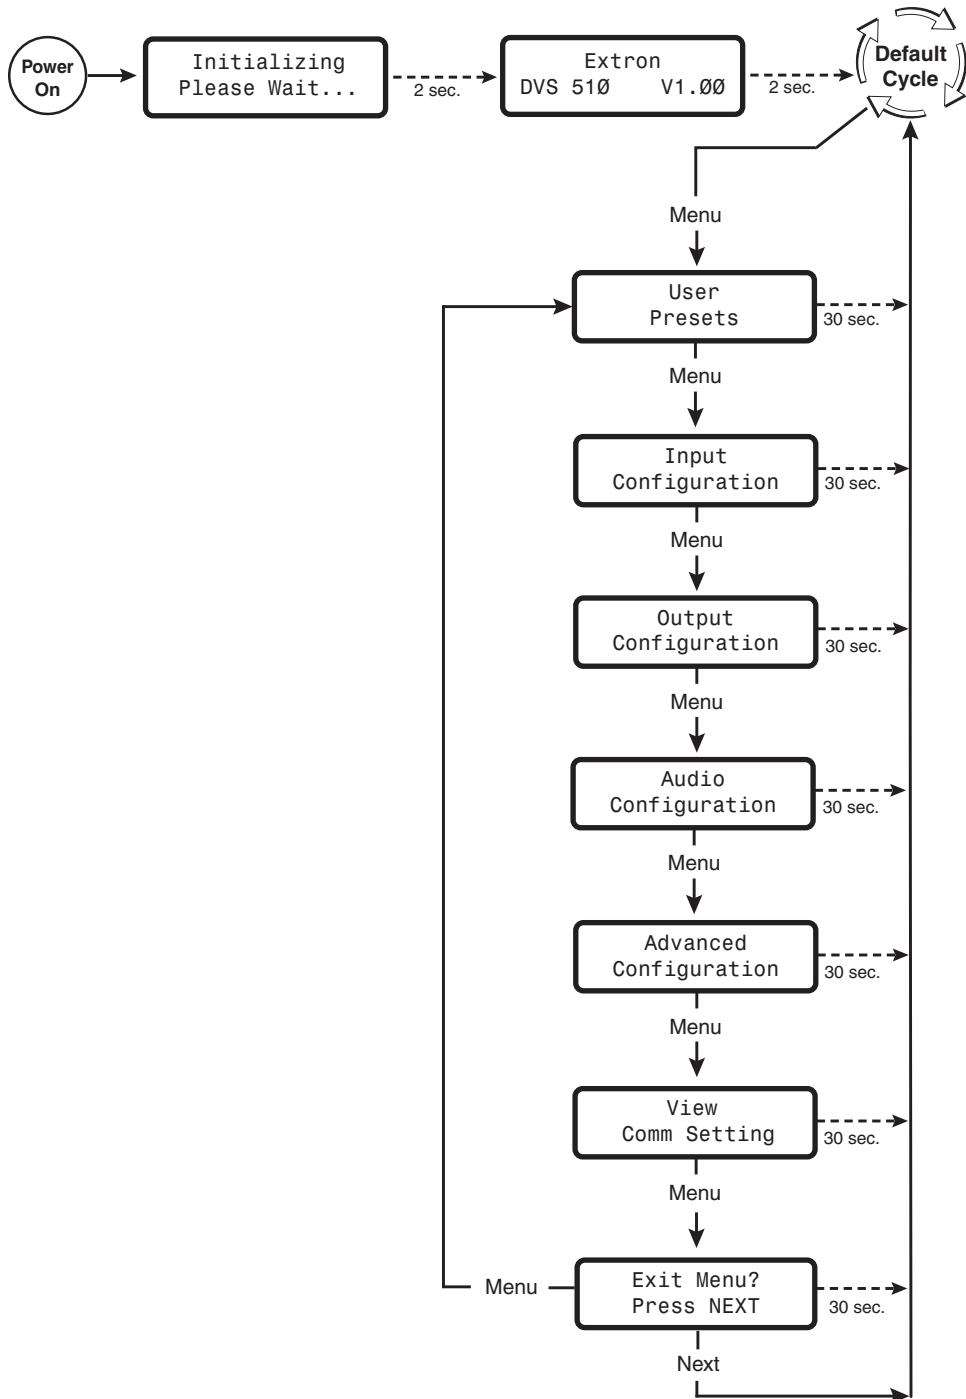 Power
On
Initializing
Please Wait...
2 sec.
Extron
DVS 51Ø V1.ØØ
2 sec.
Default
Cycle
Menu
User
Presets
30 sec.
Menu
Input
Configuration
30 sec.
Menu
Output
Configuration
30 sec.
Menu
Audio
Configuration
30 sec.
Menu
Advanced
Configuration
30 sec.
Menu
View
Comm Setting
30 sec.
Menu
Menu
Exit Menu?
Press NEXT
30 sec.
Next